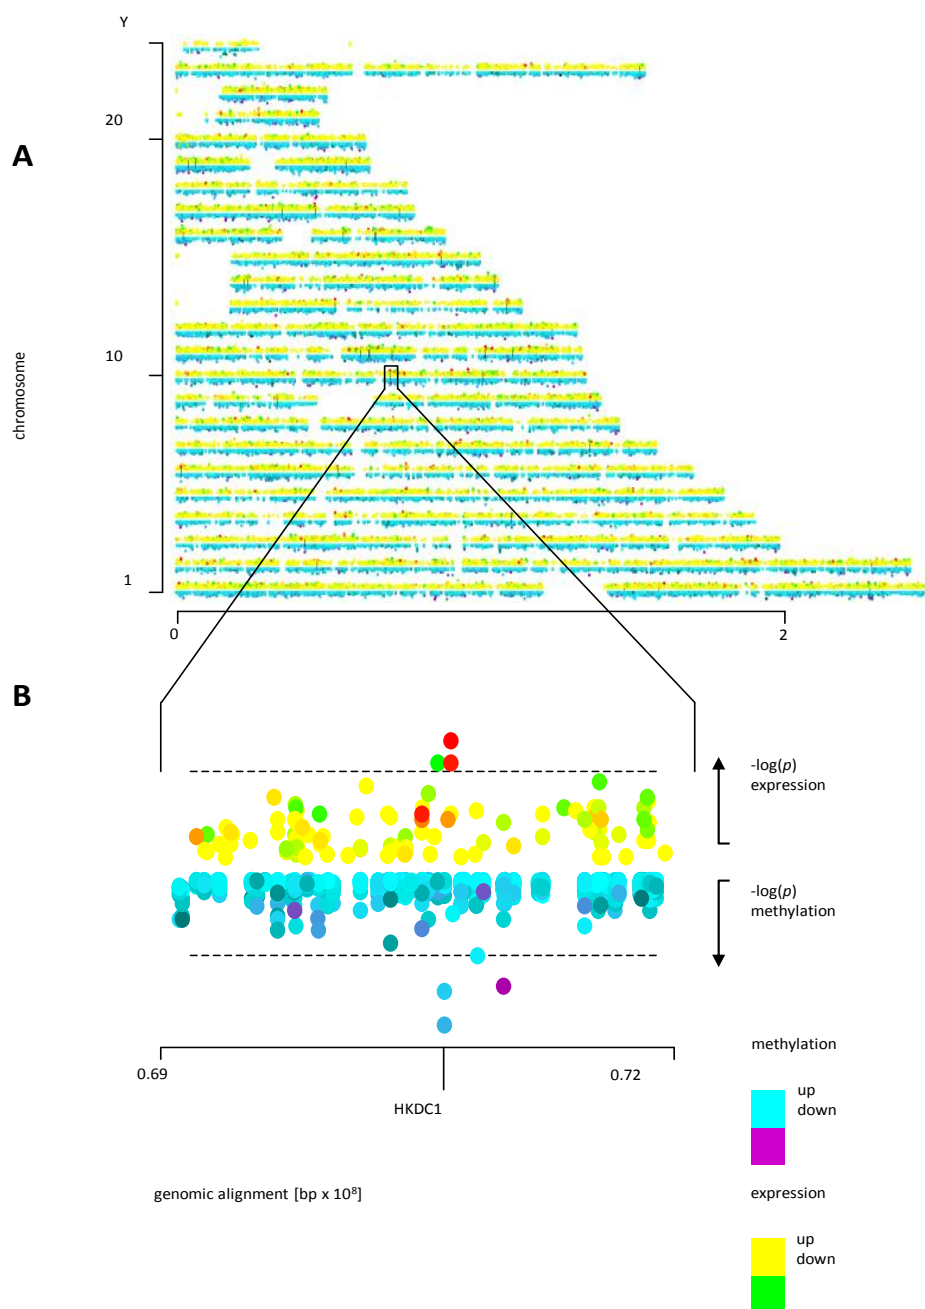 Y
20
A
10
chromosome
1
0
2
B
-log(p)
expression
-log(p)
methylation
0.69
0.72
HKDC1
methylation
up
down
genomic alignment [bp x 10⁸]
expression
up
down